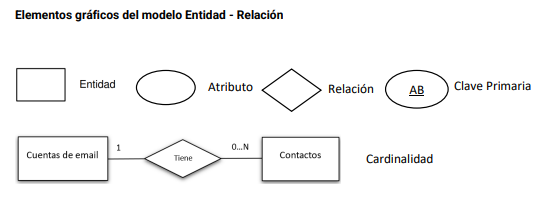 Elementos gráficos del modelo Entidad - Relación
Entidad
Atributo
Relación
AB
Clave Primaria
Cuentas de email
1
Tiene
0...N
Contactos
Cardinalidad